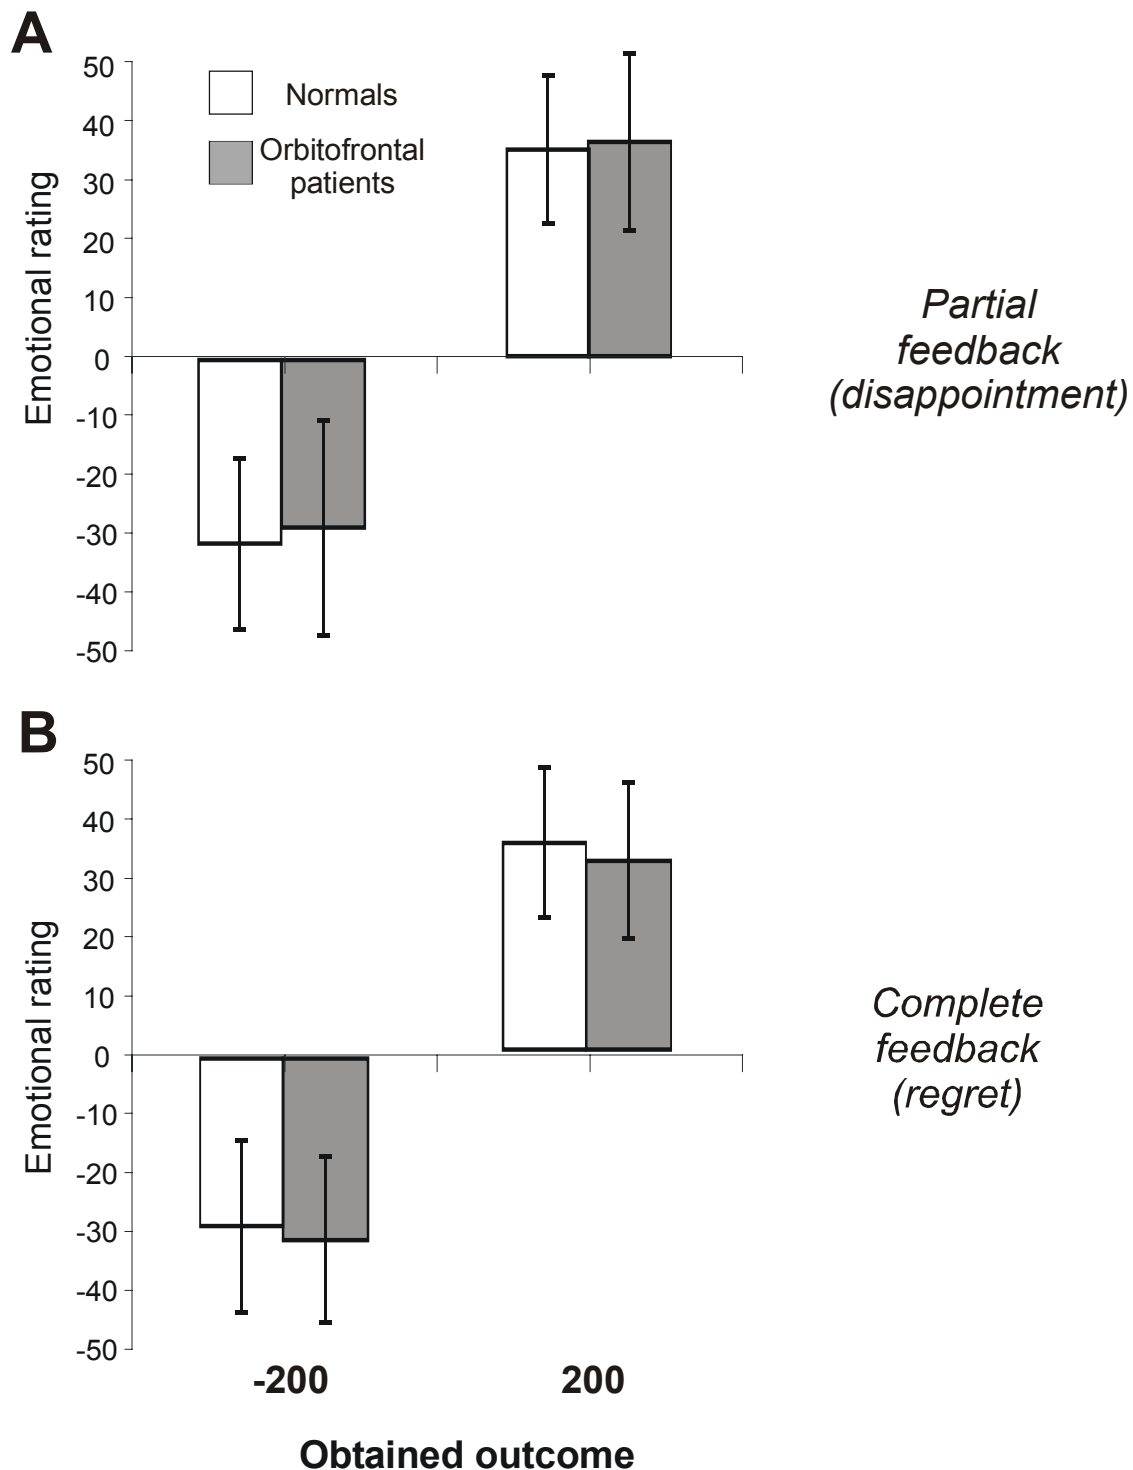 A
50
40
30
20
10
0
-10
-20
-30
-40
-50
Emotional rating
Normals
Orbitofrontal
patients
Partial
feedback
(disappointment)
B
50
40
30
20
10
0
-10
-20
-30
-40
-50
Emotional rating
Complete
feedback
(regret)
-200
200
Obtained outcome